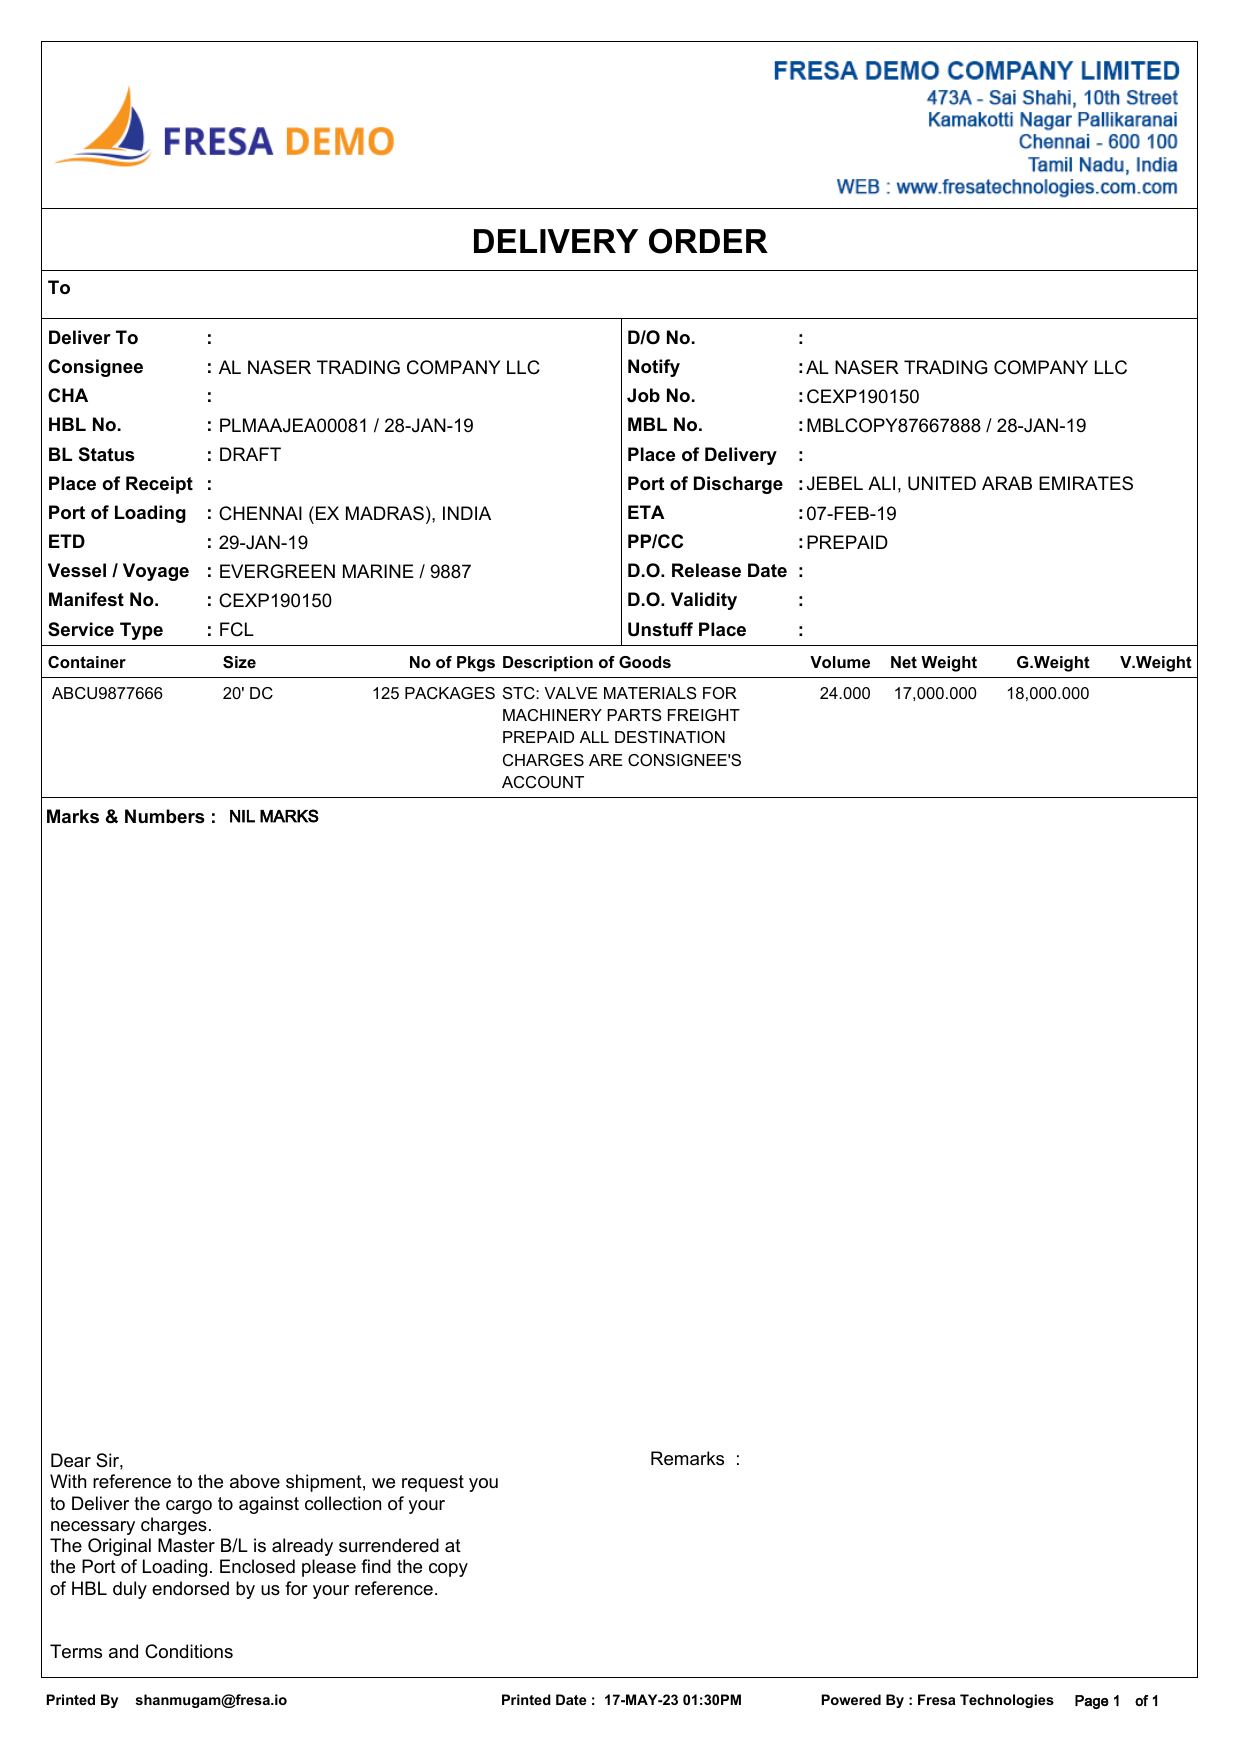 FRESA DEMO
FRESA DEMO COMPANY LIMITED
473A - Sai Shahi, 10th Street
Kamakotti Nagar Pallikaranai
Chennai - 600 100
Tamil Nadu, India
WEB : www.fresatechnologies.com.com
DELIVERY ORDER
To
Deliver To :
Consignee : AL NASER TRADING COMPANY LLC
CHA :
HBL No. : PLMAAJEA00081 / 28-JAN-19
BL Status : DRAFT
Place of Receipt :
Port of Loading : CHENNAI (EX MADRAS), INDIA
ETD : 29-JAN-19
Vessel / Voyage : EVERGREEN MARINE / 9887
Manifest No. : CEXP190150
Service Type : FCL
D/O No. :
Notify : AL NASER TRADING COMPANY LLC
Job No. : CEXP190150
MBL No. : MBLCOPY87667888 / 28-JAN-19
Place of Delivery :
Port of Discharge : JEBEL ALI, UNITED ARAB EMIRATES
ETA : 07-FEB-19
PP/CC : PREPAID
D.O. Release Date :
D.O. Validity :
Unstuff Place :
Container Size No of Pkgs Description of Goods Volume Net Weight G.Weight V.Weight
ABCU9877666 20' DC 125 PACKAGES STC: VALVE MATERIALS FOR 24.000 17,000.000 18,000.000
MACHINERY PARTS FREIGHT
PREPAID ALL DESTINATION
CHARGES ARE CONSIGNEE'S
ACCOUNT
Marks & Numbers : NIL MARKS
Dear Sir,
With reference to the above shipment, we request you
to Deliver the cargo to against collection of your
necessary charges.
The Original Master B/L is already surrendered at
the Port of Loading. Enclosed please find the copy
of HBL duly endorsed by us for your reference.
Remarks :
Terms and Conditions
Printed By shanmugam@fresa.io Printed Date : 17-MAY-23 01:30PM Powered By : Fresa Technologies Page 1 of 1